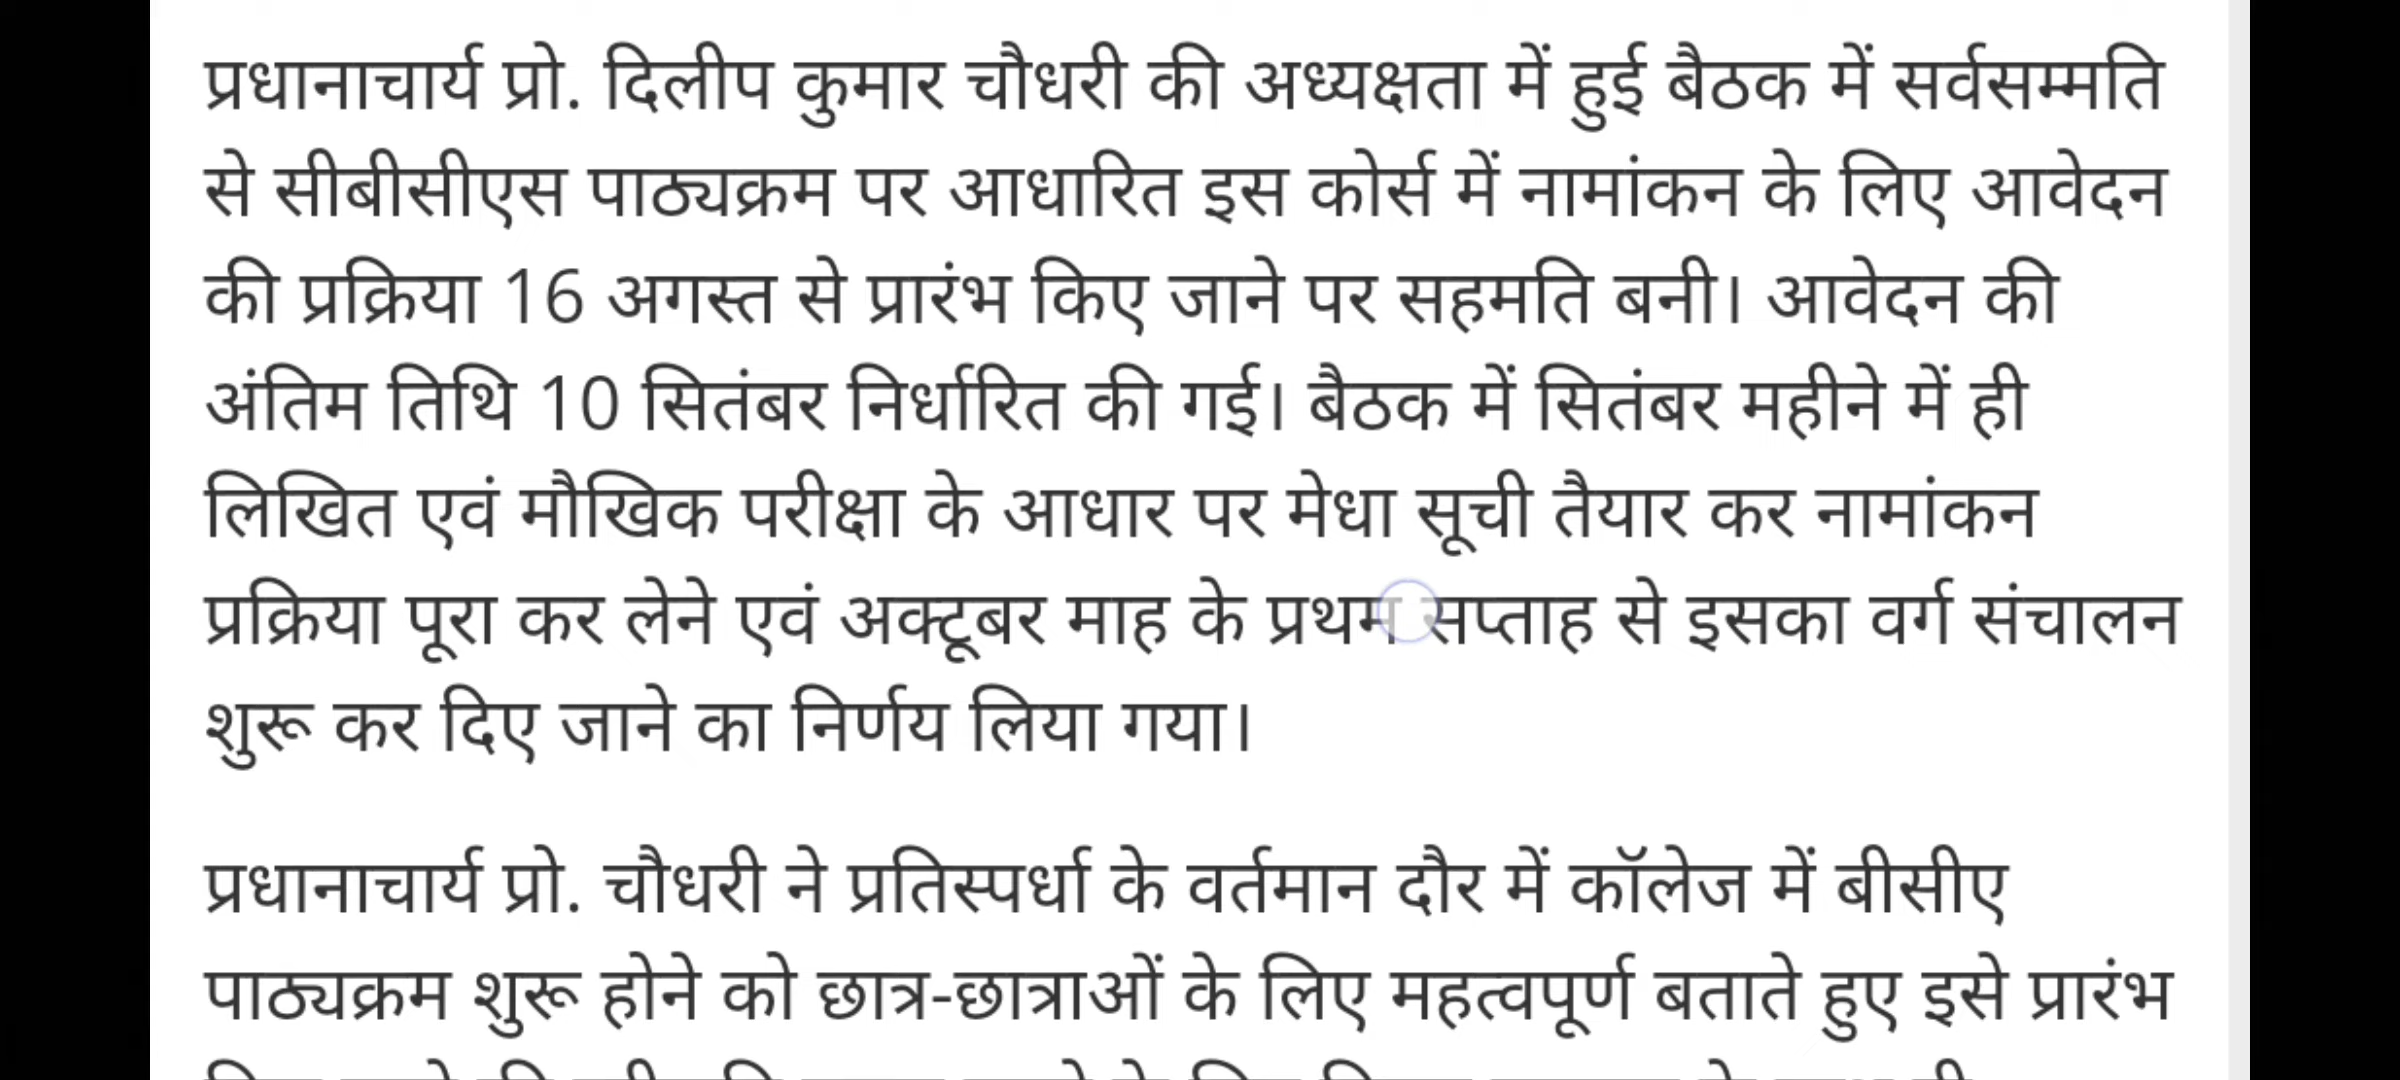 प्रधानाचार्य प्रो. दिलीप कुमार चौधरी की अध्यक्षता में हुई बैठक में सर्वसम्मति
से सीबीसीएस पाठ्यक्रम पर आधारित इस कोर्स में नामांकन के लिए आवेदन
की प्रक्रिया 16 अगस्त से प्रारंभ किए जाने पर सहमति बनी। आवेदन की
अंतिम तिथि 10 सितंबर निर्धारित की गई। बैठक में सितंबर महीने में ही
लिखित एवं मौखिक परीक्षा के आधार पर मेधा सूची तैयार कर नामांकन
प्रक्रिया पूरा कर लेने एवं अक्टूबर माह के प्रथम सप्ताह से इसका वर्ग संचालन
शुरू कर दिए जाने का निर्णय लिया गया।
प्रधानाचार्य प्रो. चौधरी ने प्रतिस्पर्धा के वर्तमान दौर में कॉलेज में बीसीए
पाठ्यक्रम शुरू होने को छात्र-छात्राओं के लिए महत्वपूर्ण बताते हुए इसे प्रारंभ